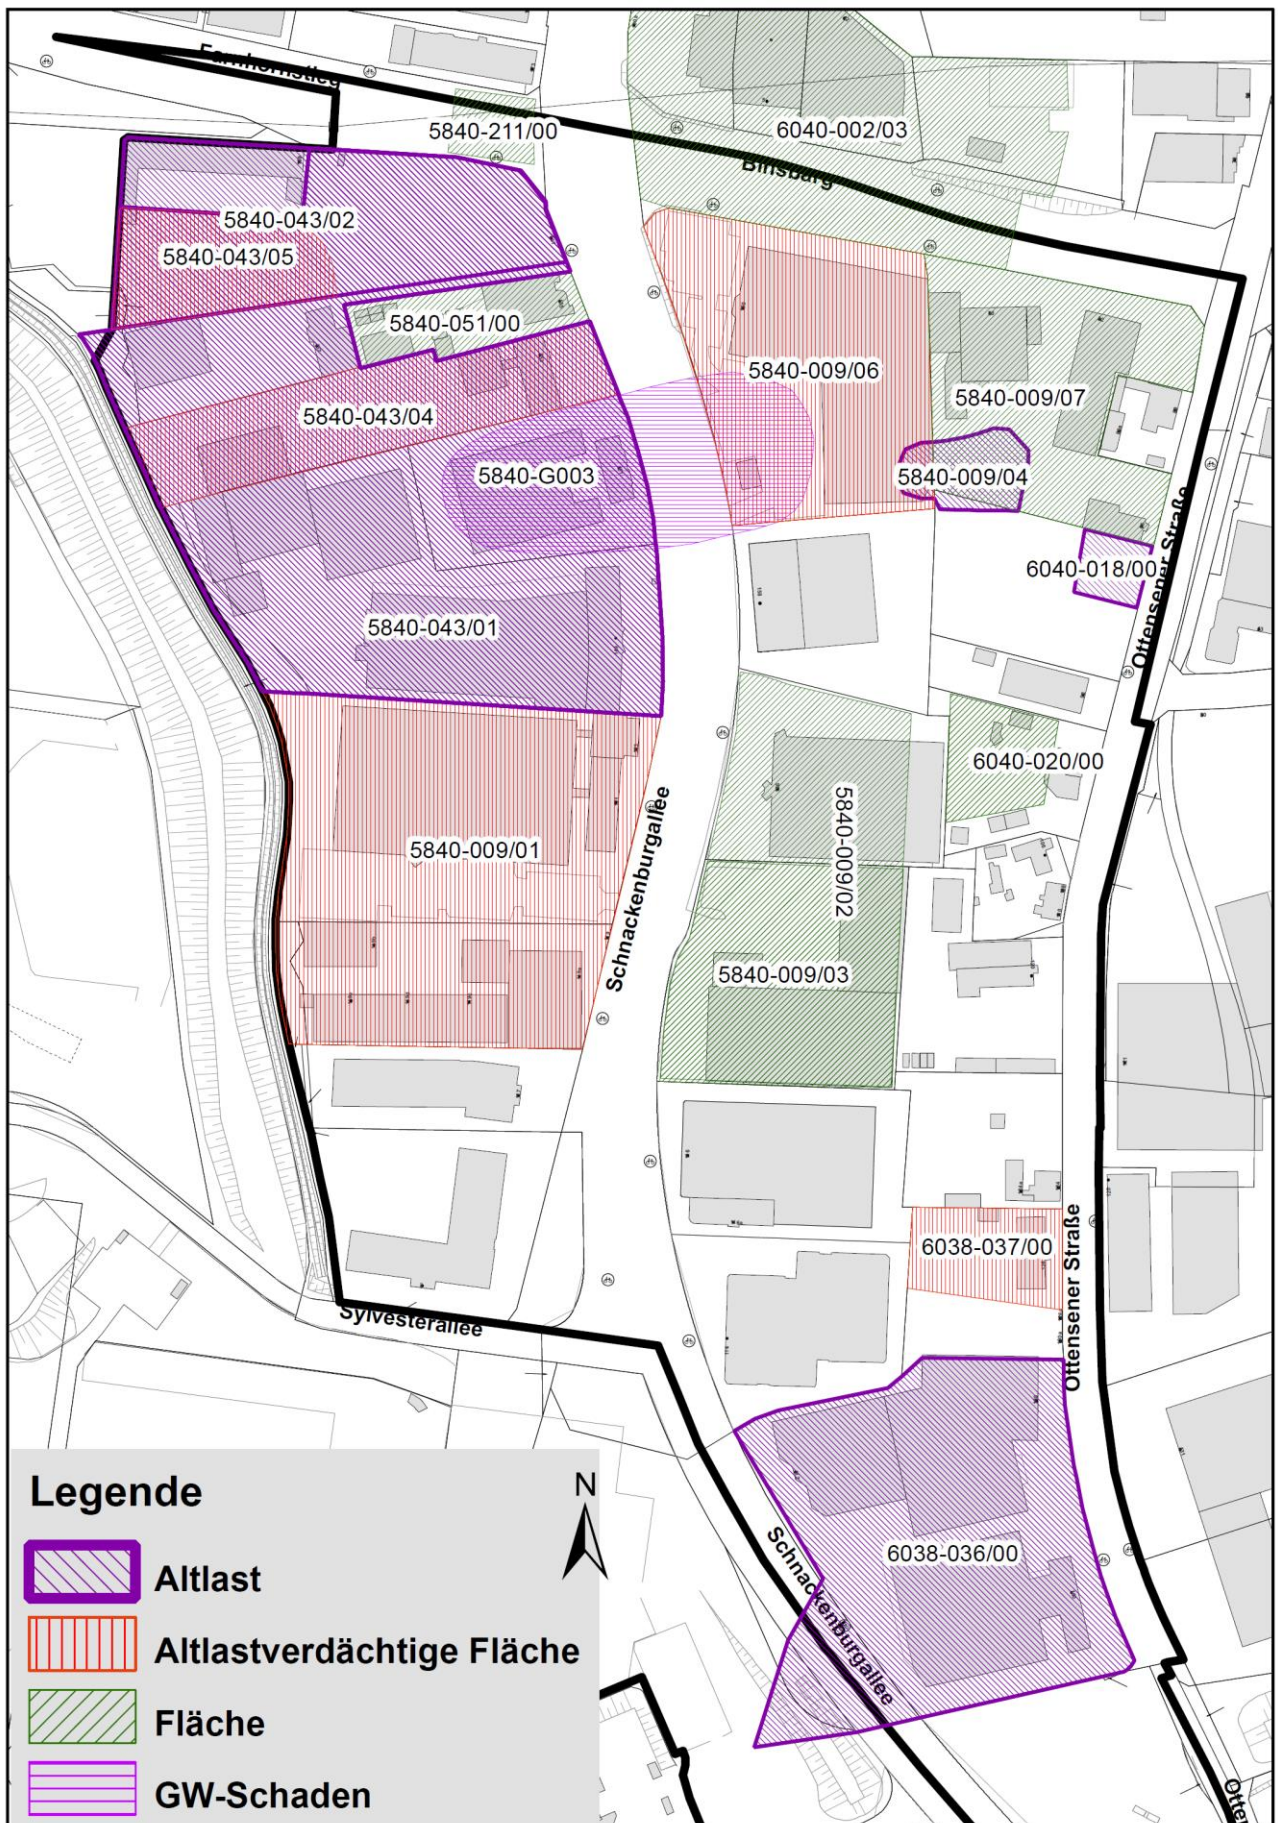 Farnhornstieg
5840-211/00
6040-002/03
Binsbarg
5840-043/02
5840-043/05
5840-051/00
5840-009/06
5840-009/07
5840-043/04
5840-G003
5840-009/04
Ottensener Straße
6040-018/00
5840-043/01
6040-020/00
5840-009/02
Schnackenburgallee
5840-009/01
5840-009/03
Ottensener Straße
6038-037/00
Sylvesterallee
Legende
N
Altlast
Altlastverdächtige Fläche
Fläche
GW-Schaden
6038-036/00
Schnackenburgallee